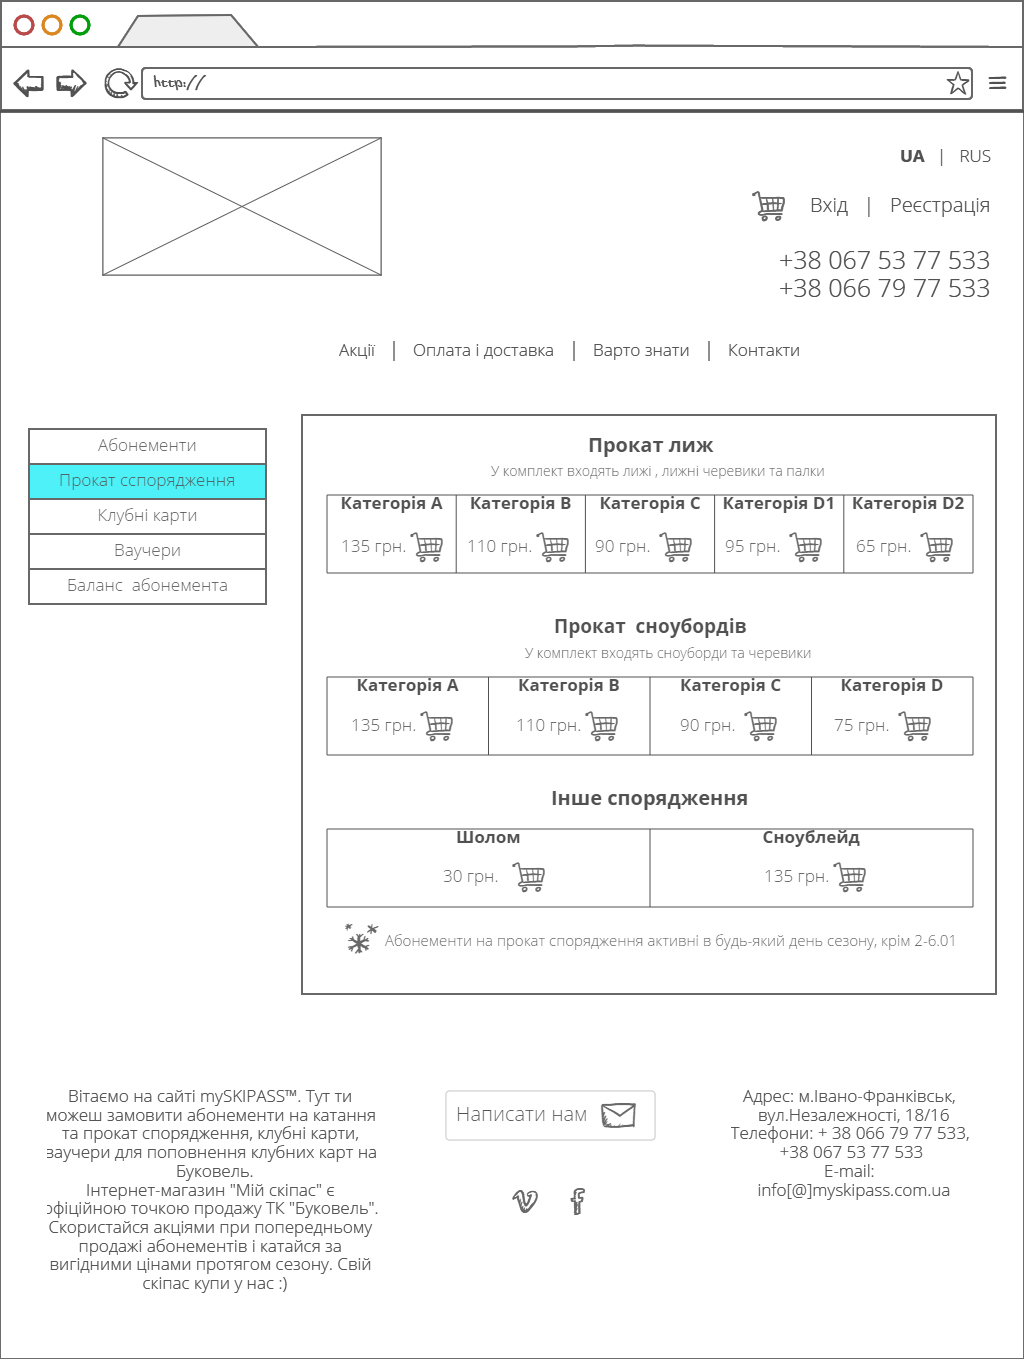 http://
UA | RUS
Вхід | Реєстрація
+38 067 53 77 533
+38 066 79 77 533
Акції | Оплата і доставка | Варто знати | Контакти
Абонементи
Прокат сспорядження
Клубні карти
Ваучери
Баланс абонемента
Прокат лиж
У комплект входять лижі , лижні черевики та палки
Категорія A Категорія B Категорія C Категорія D1 Категорія D2
135 грн. 110 грн. 90 грн. 95 грн. 65 грн.
Прокат сноубордів
У комплект входять сноуборди та черевики
Категорія A Категорія B Категорія C Категорія D
135 грн. 110 грн. 90 грн. 75 грн.
Інше спорядження
Шолом Сноублейд
30 грн. 135 грн.
Абонементи на прокат спорядження активні в будь-який день сезону, крім 2-6.01
Вітаємо на сайті mySKIPASS™. Тут ти
можеш замовити абонементи на катання
та прокат спорядження, клубні карти,
ваучери для поповнення клубних карт на
Буковель.
Інтернет-магазин "Мій скіпас" є
офіційною точкою продажу ТК "Буковель".
Скористайся акціями при попередньому
продажі абонементів і катайся за
вигідними цінами протягом сезону. Свій
скіпас купи у нас :)
Написати нам
Адрес: м.Івано-Франківськ,
вул.Незалежності, 18/16
Телефони: + 38 066 79 77 533,
+38 067 53 77 533
E-mail:
info[@]myskipass.com.ua